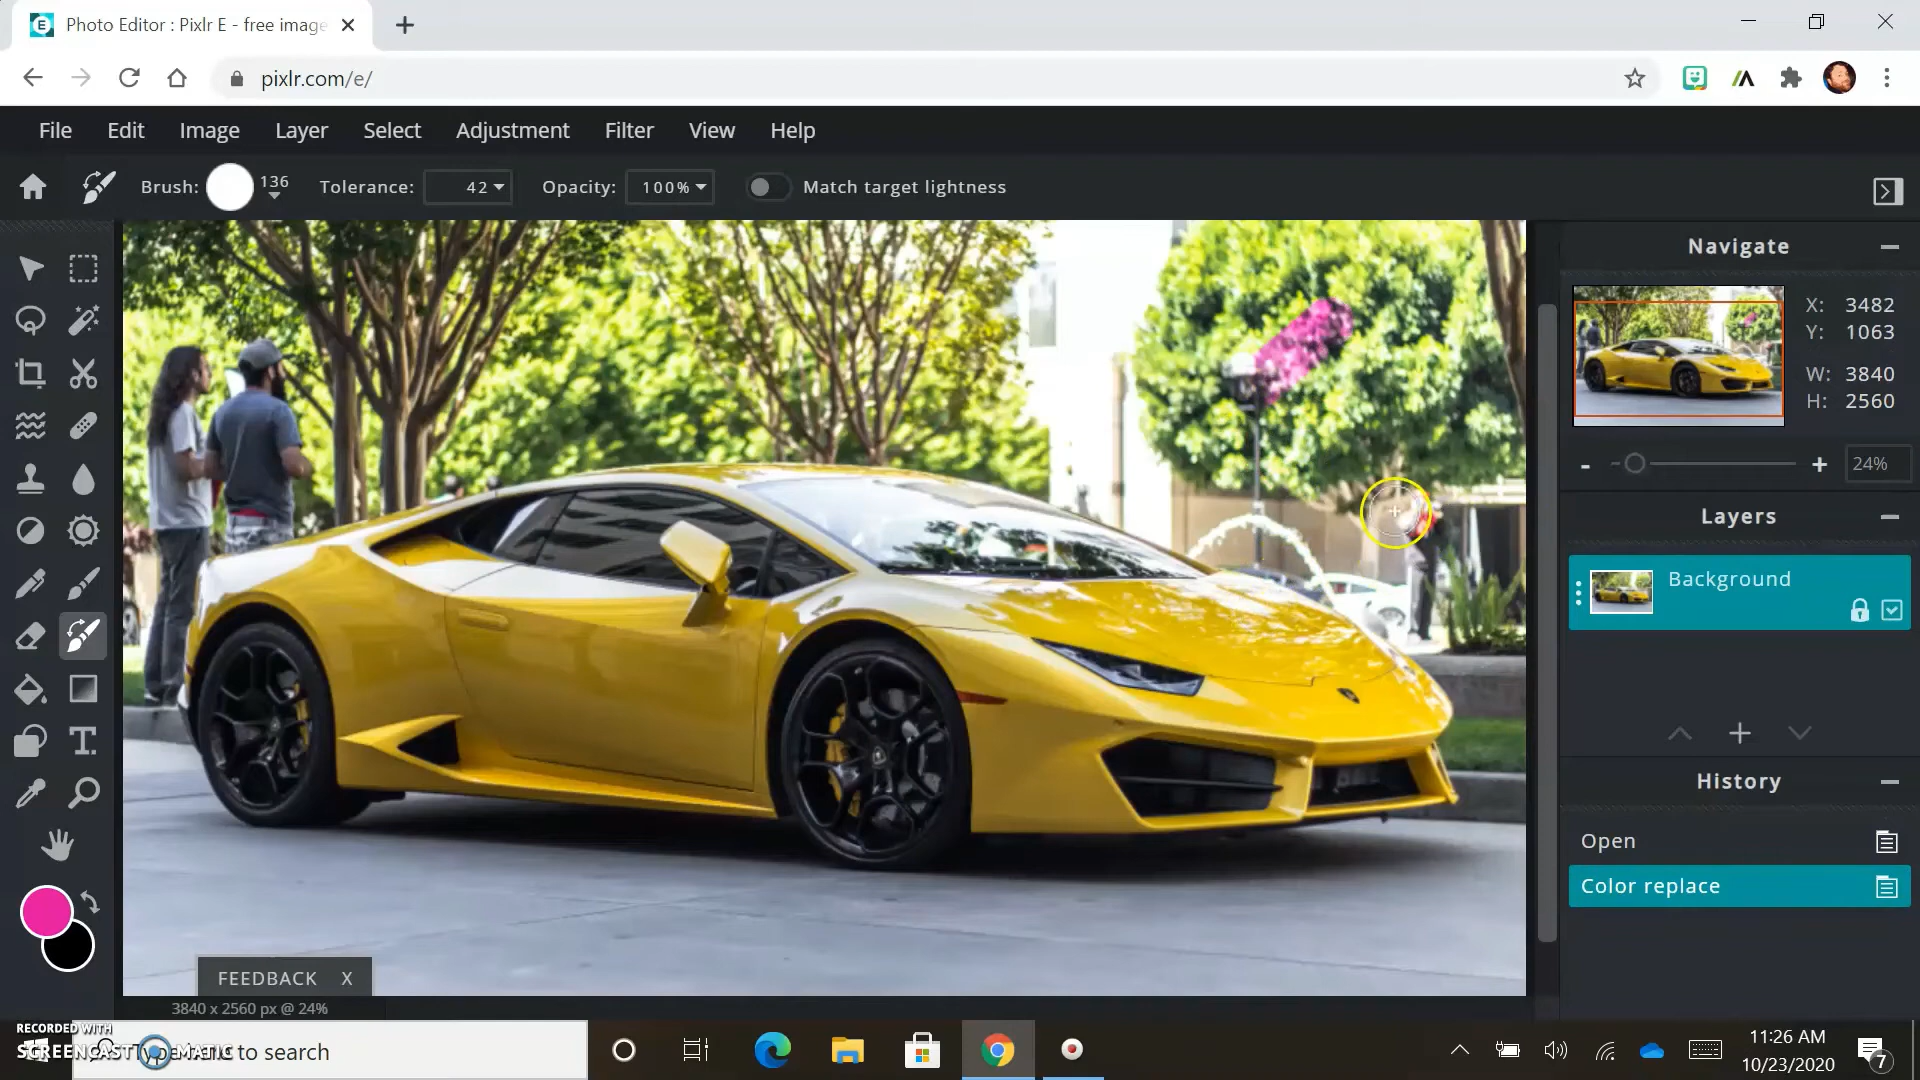 Photo Editor : Pixlr E - free image
pixlr.com/e/
File Edit Image Layer Select Adjustment Filter View Help
Brush: 136 Tolerance: 42 Opacity: 100% Match target lightness
Navigate
X: 3482
Y: 1063
W: 3840
H: 2560
- + 24%
Layers
Background
History
Open
Color replace
FEEDBACK X
3840 x 2560 px @ 24%
RECORDED WITH
SCREENCAST MATIC
to search
11:26 AM
10/23/2020
7